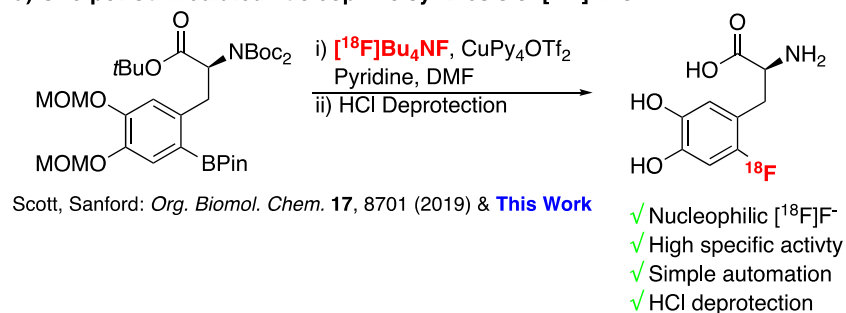 O
tBuO
NBoc2
MOMO
MOMO
BPin
i) [18F]Bu4NF, CuPy4OTf2
Pyridine, DMF
ii) HCl Deprotection
O
HO
NH2
HO
HO
18F
Scott, Sanford: Org. Biomol. Chem. 17, 8701 (2019) & This Work
√ Nucleophilic [18F]F-
√ High specific activty
√ Simple automation
√ HCl deprotection